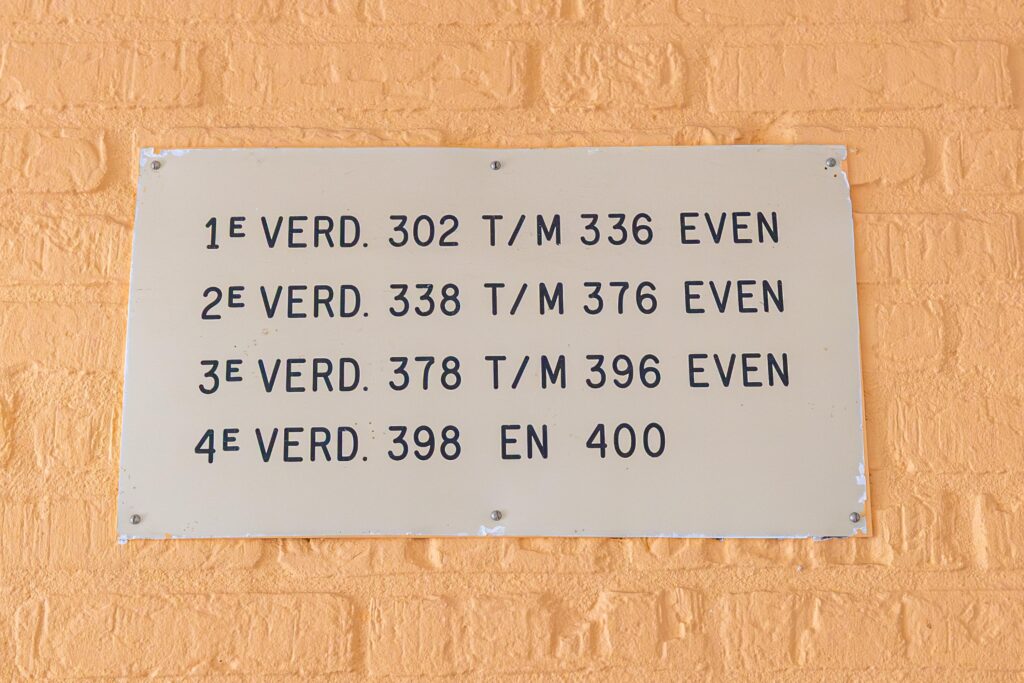 1E VERD. 302 T/M 336 EVEN
2E VERD. 338 T/M 376 EVEN
3E VERD. 378 T/M 396 EVEN
4E VERD. 398 EN 400